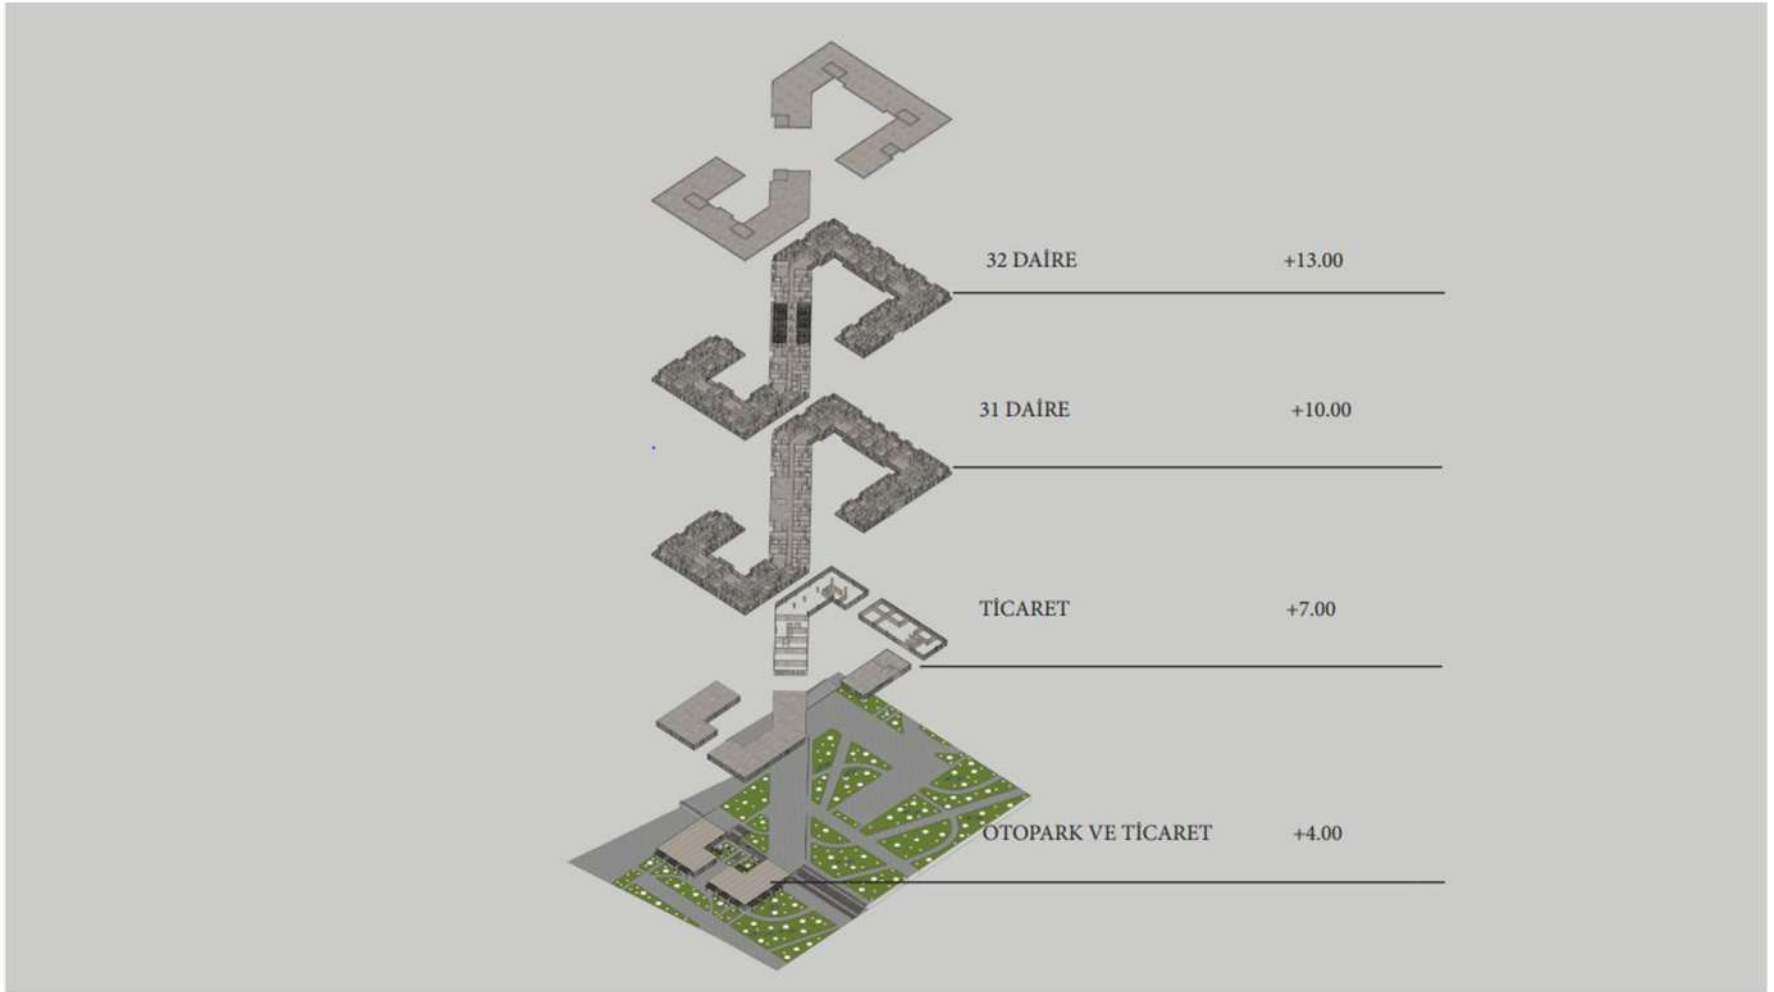 32 DAİRE +13.00
31 DAİRE +10.00
TİCARET +7.00
OTOPARK VE TİCARET +4.00